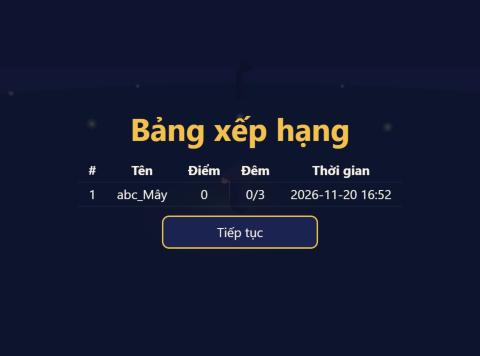 Bảng xếp hạng
# Tên Điểm Đêm Thời gian
1 abc_Mây 0 0/3 2026-11-20 16:52
Tiếp tục